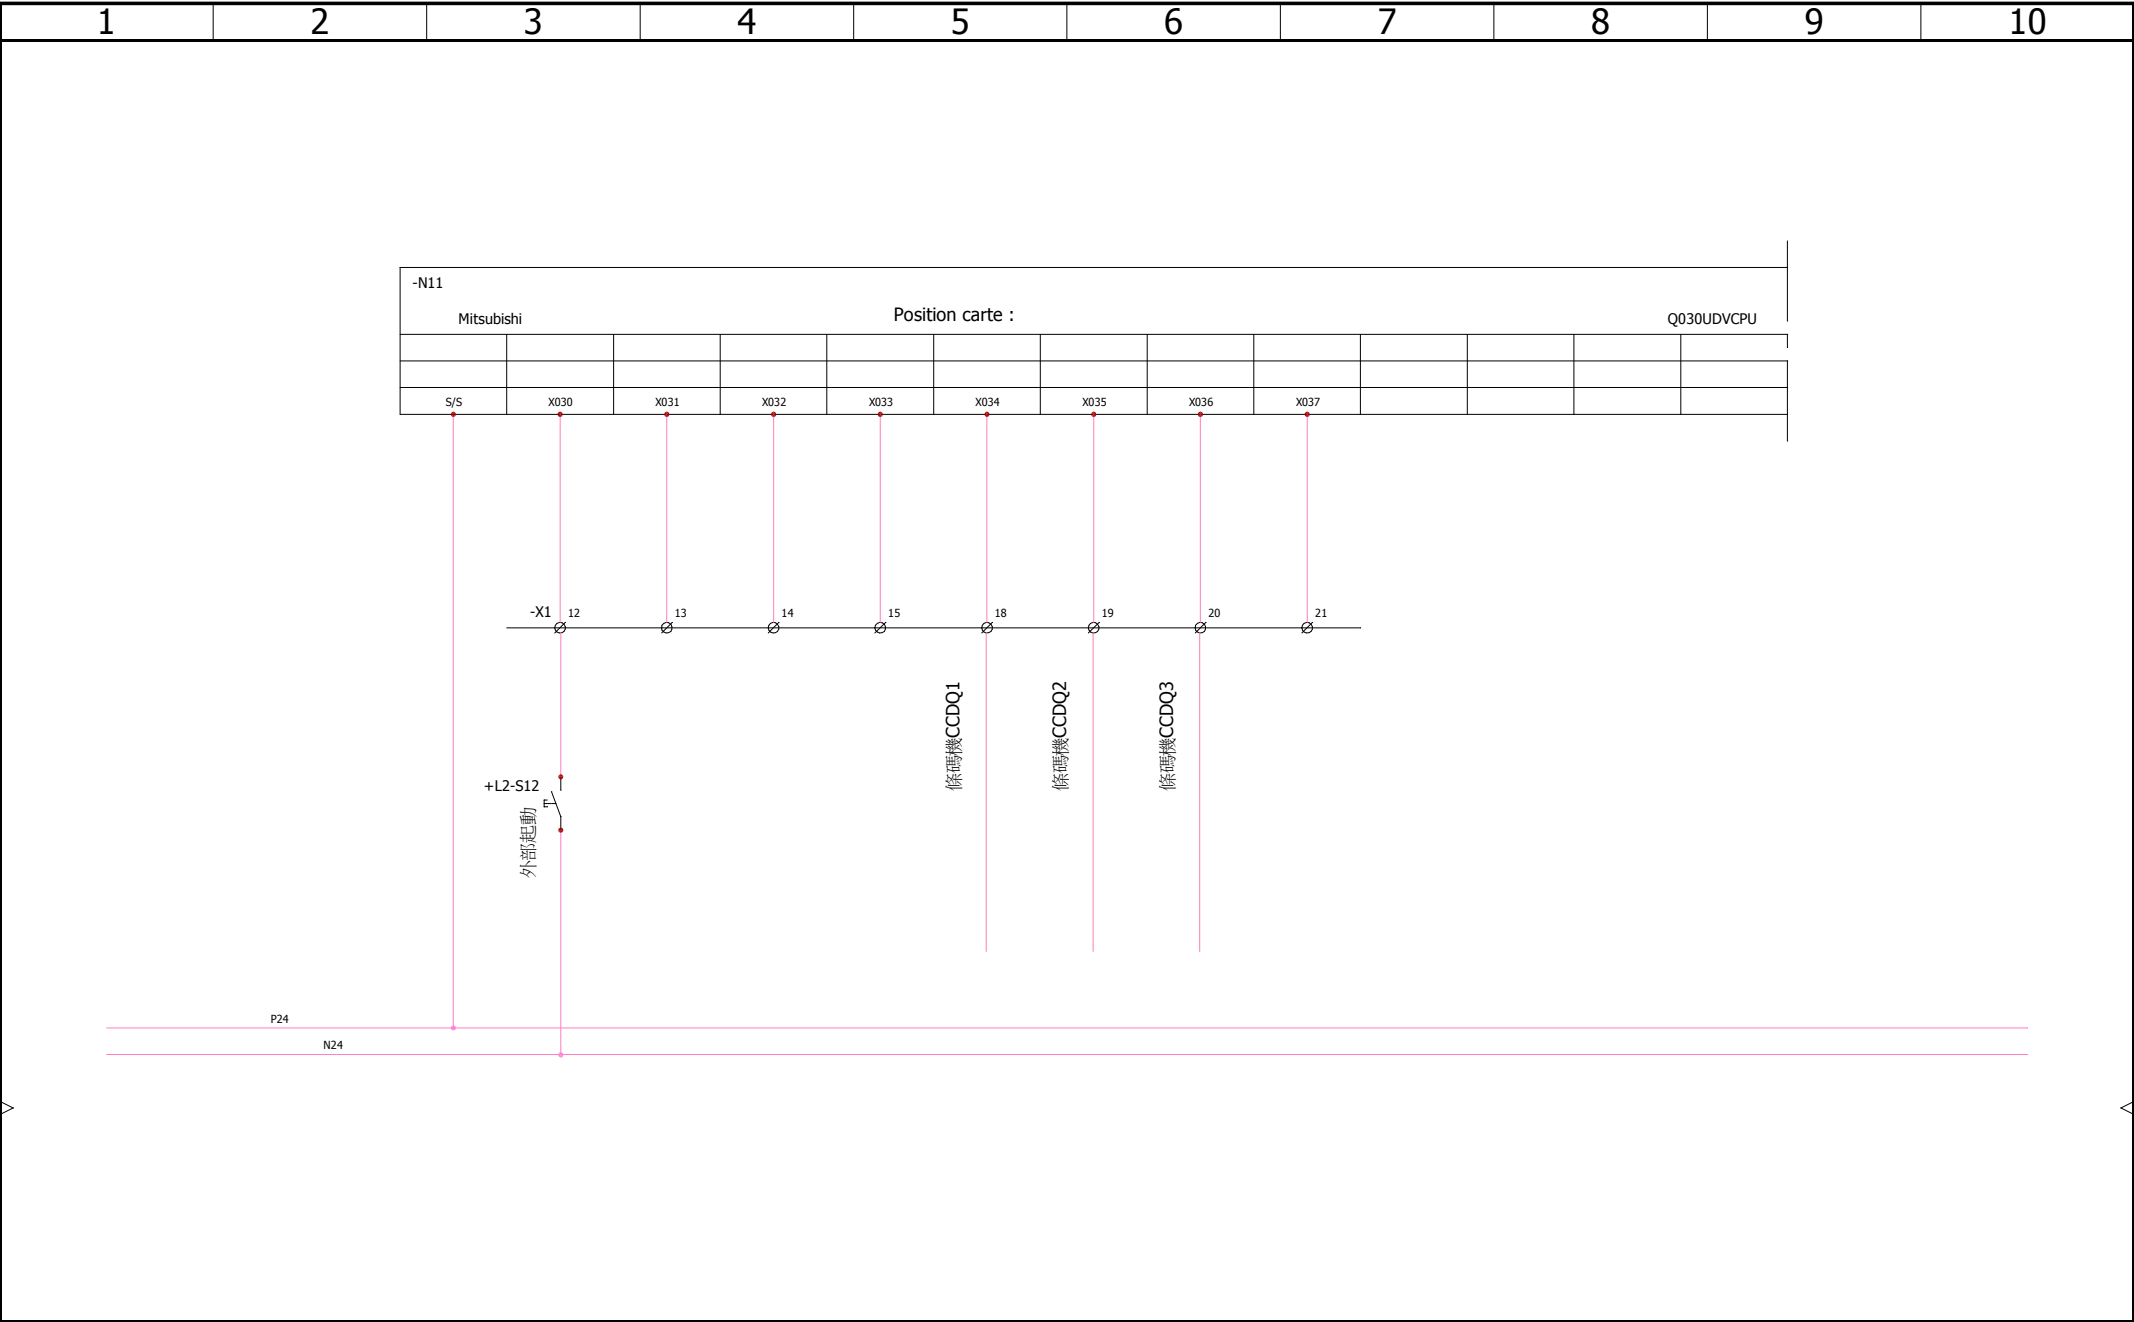 1 2 3 4 5 6 7 8 9 10
-N11
Mitsubishi Position carte : Q030UDVCPU
S/S X030 X031 X032 X033 X034 X035 X036 X037
-X1 12 13 14 15 18 19 20 21
條碼機CCDQ1
條碼機CCDQ2
條碼機CCDQ3
+L2-S12
外部起動
P24
N24